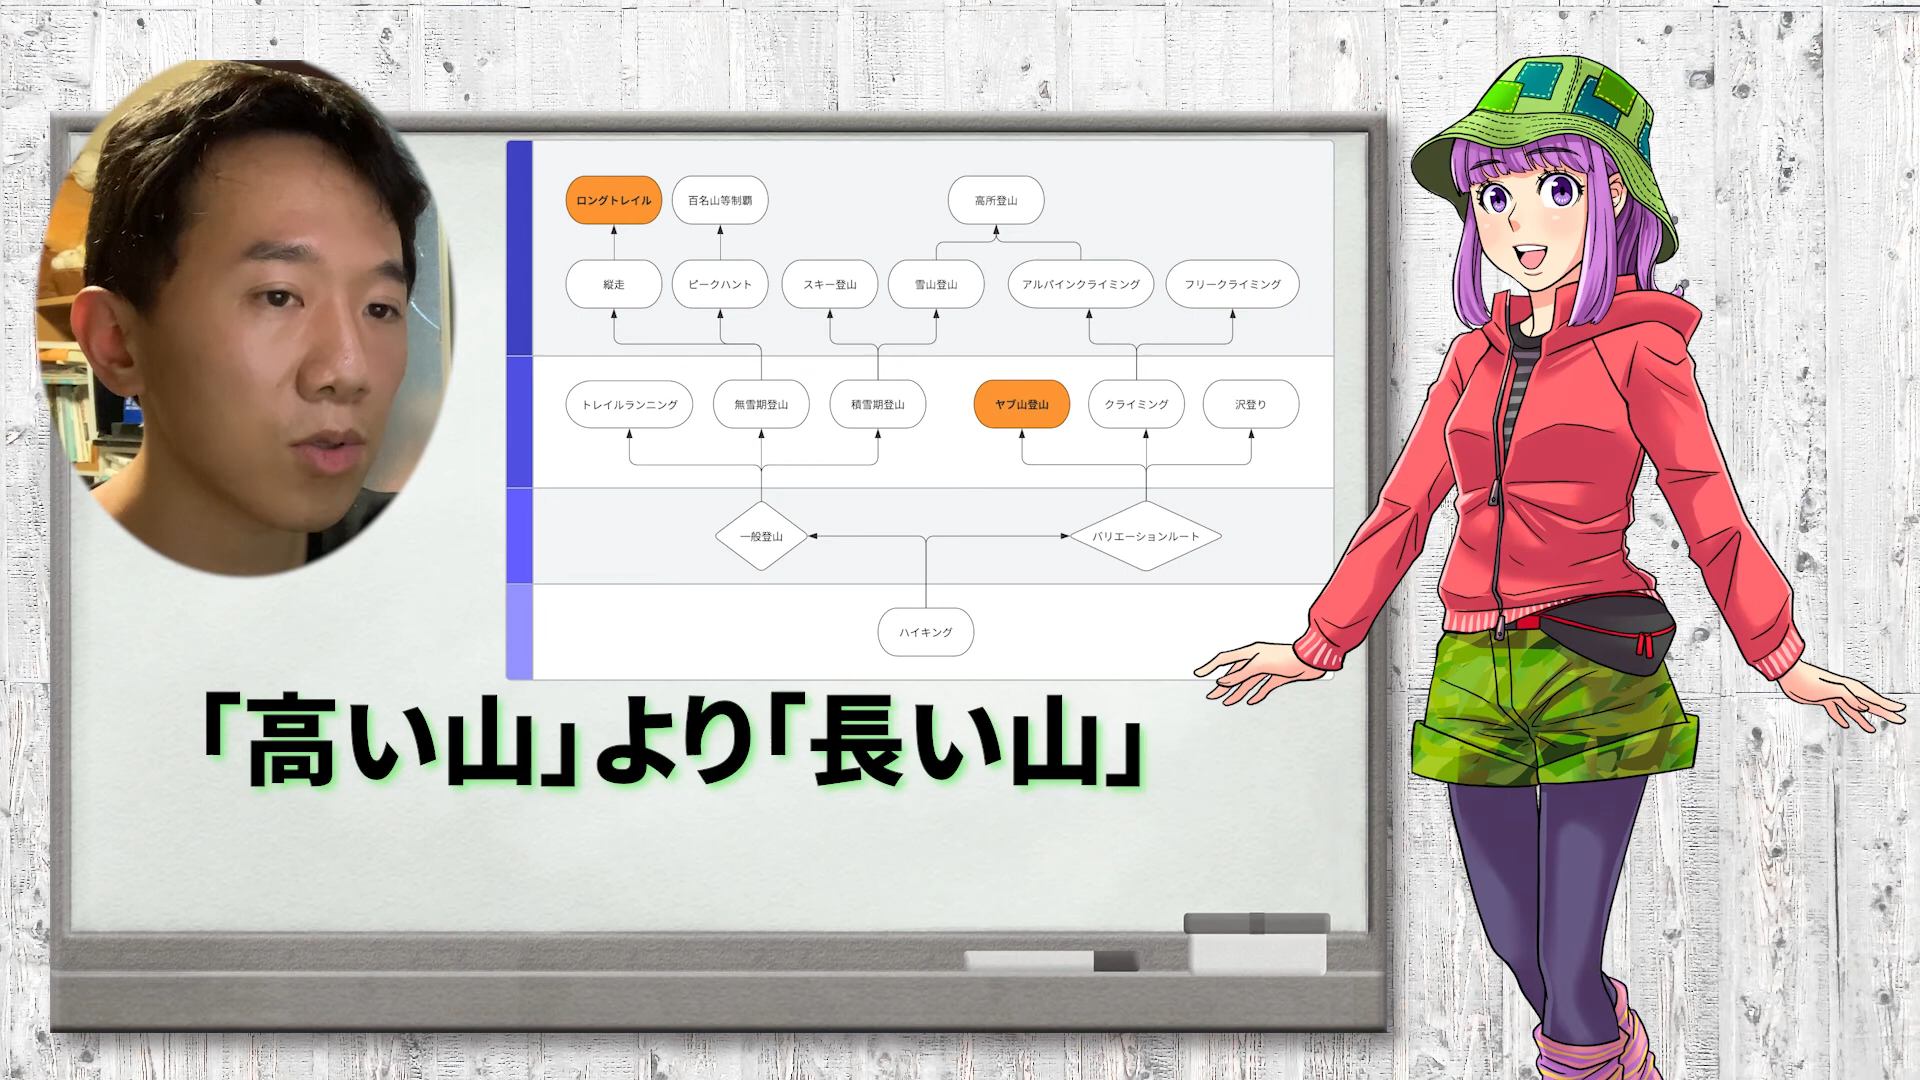 ロングトレイル
百名山等制覇
高所登山
縦走
ピークハント
スキー登山
雪山登山
アルパインクライミング
フリークライミング
トレイルランニング
無雪期登山
積雪期登山
ヤブ山登山
クライミング
沢登り
一般登山
バリエーションルート
ハイキング
「高い山」より「長い山」